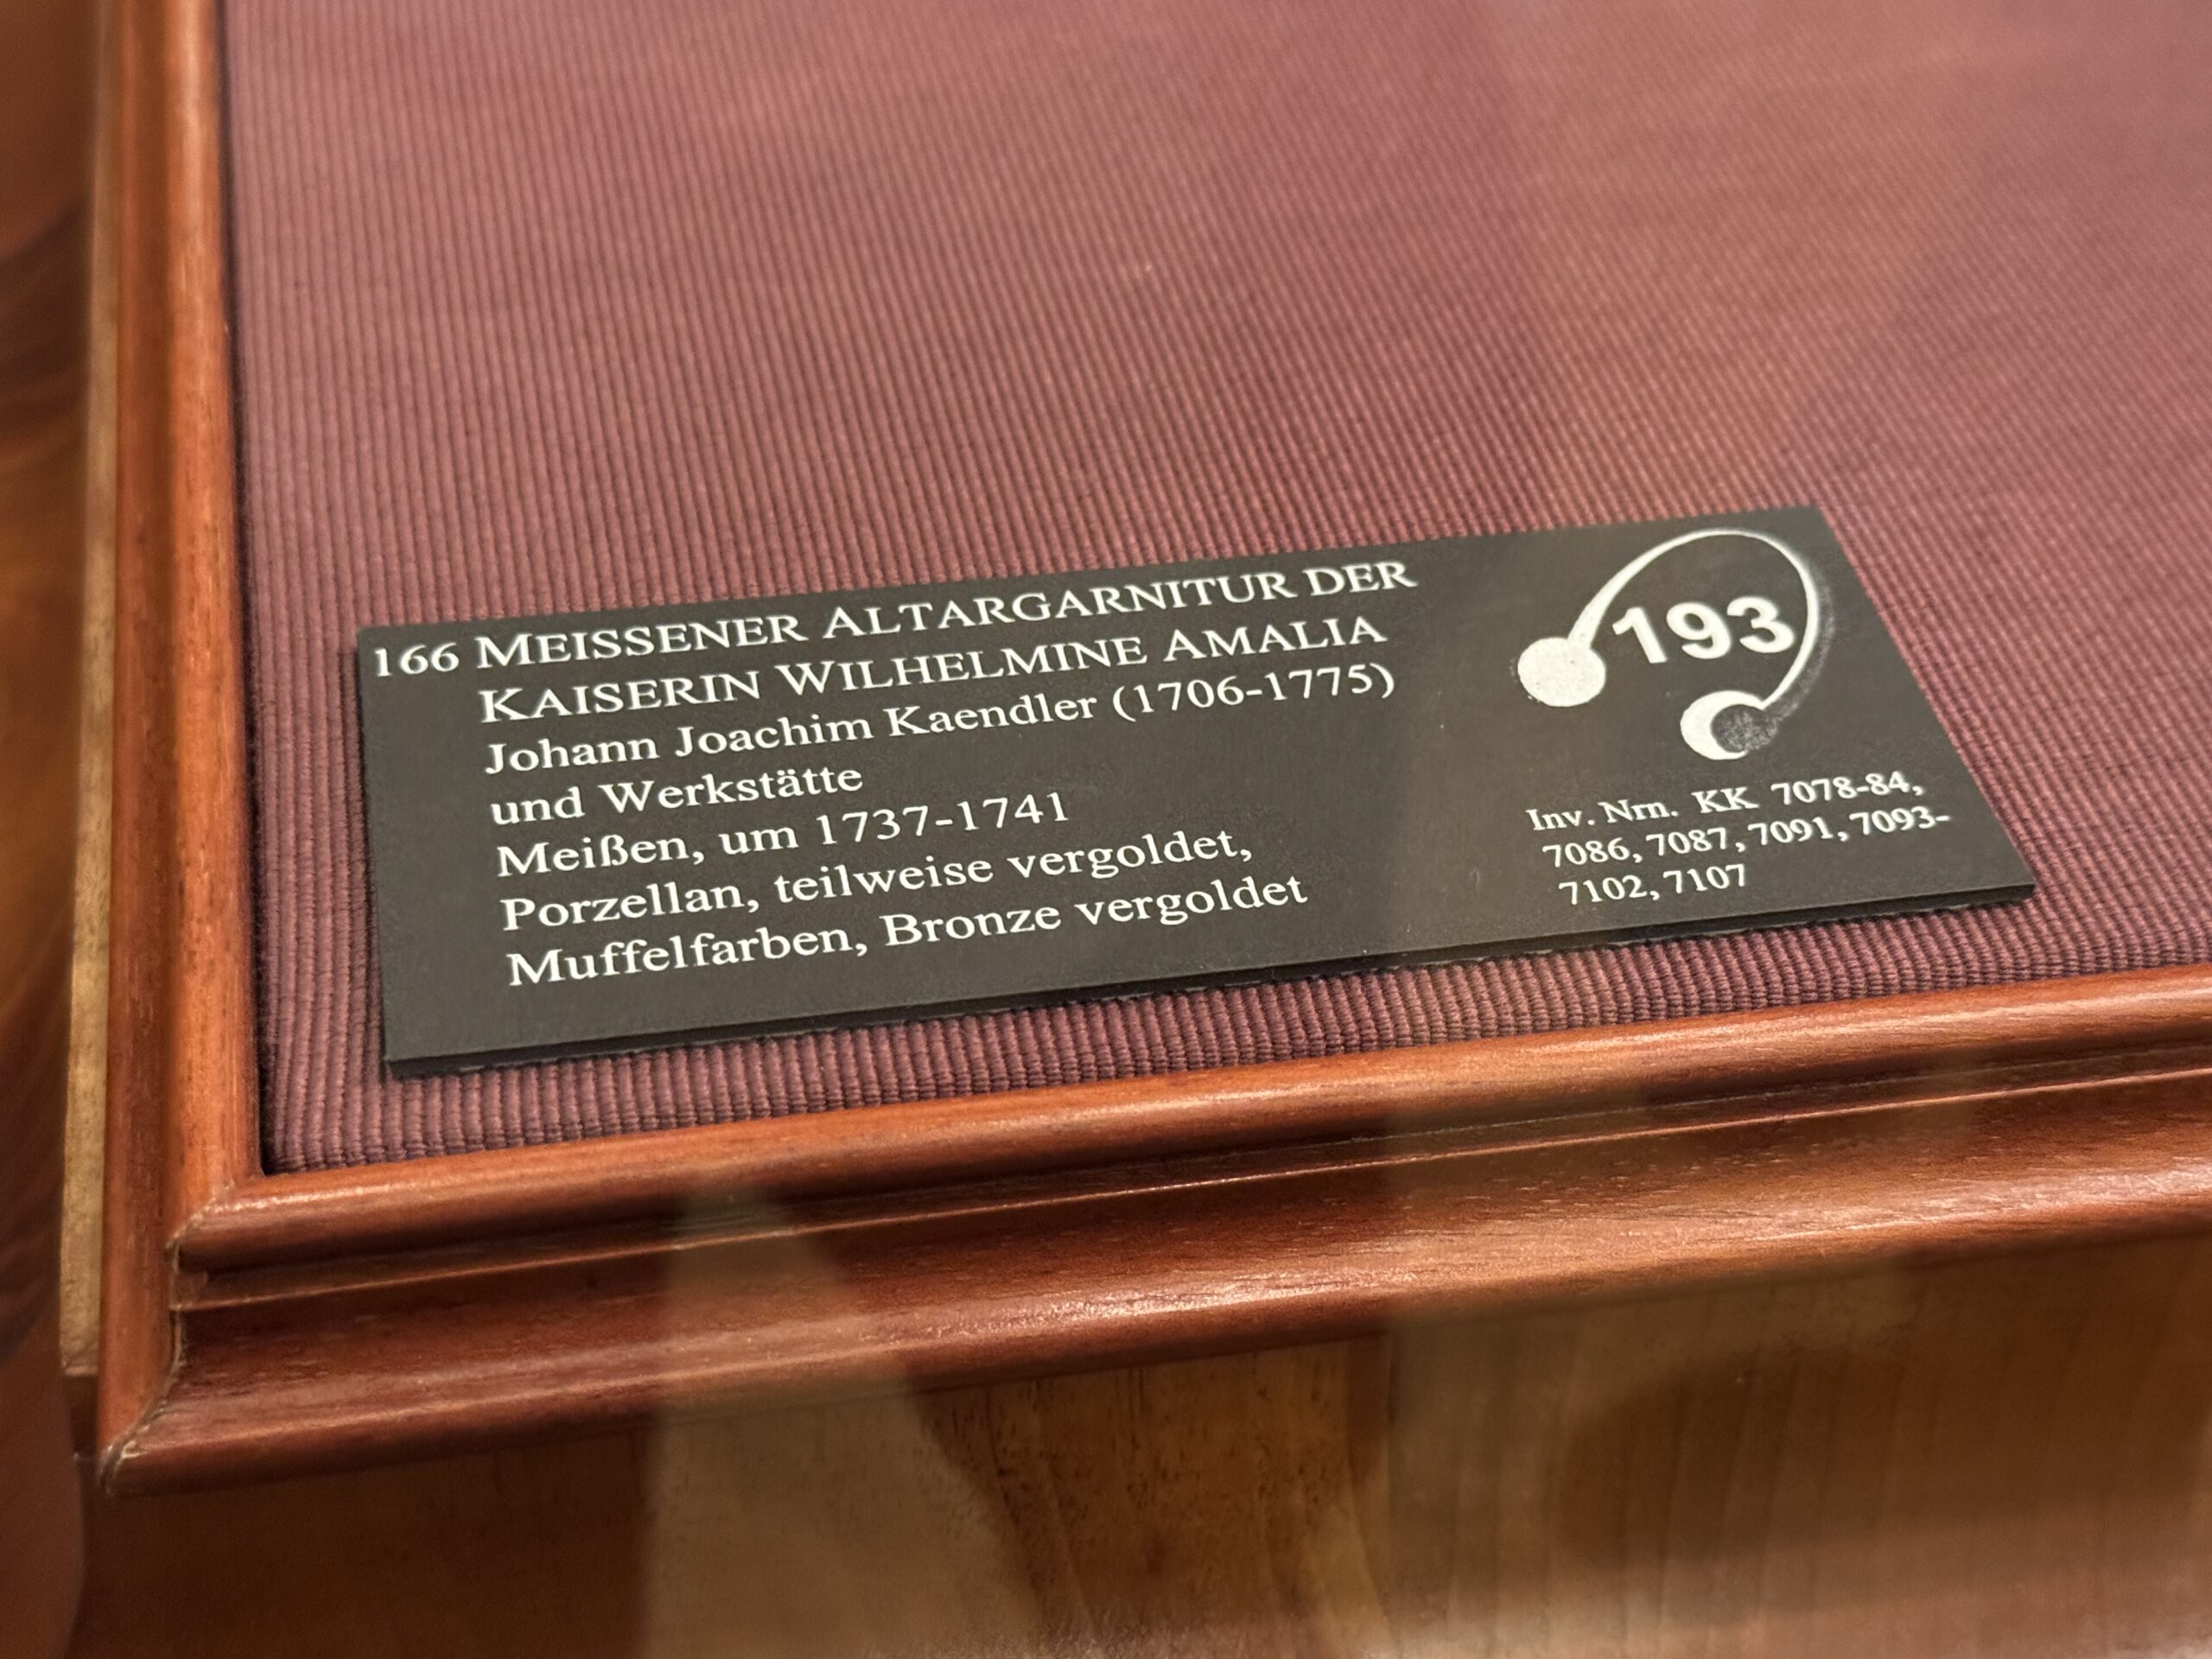 166 MEISSENER ALTARGARNITUR DER
KAISERIN WILHELMINE AMALIA
Johann Joachim Kaendler (1706-1775)
und Werkstätte
Meißen, um 1737-1741
Porzellan, teilweise vergoldet,
Muffelfarben, Bronze vergoldet
193
Inv. Nrn. KK 7078-84,
7086, 7087, 7091, 7093-
7102, 7107